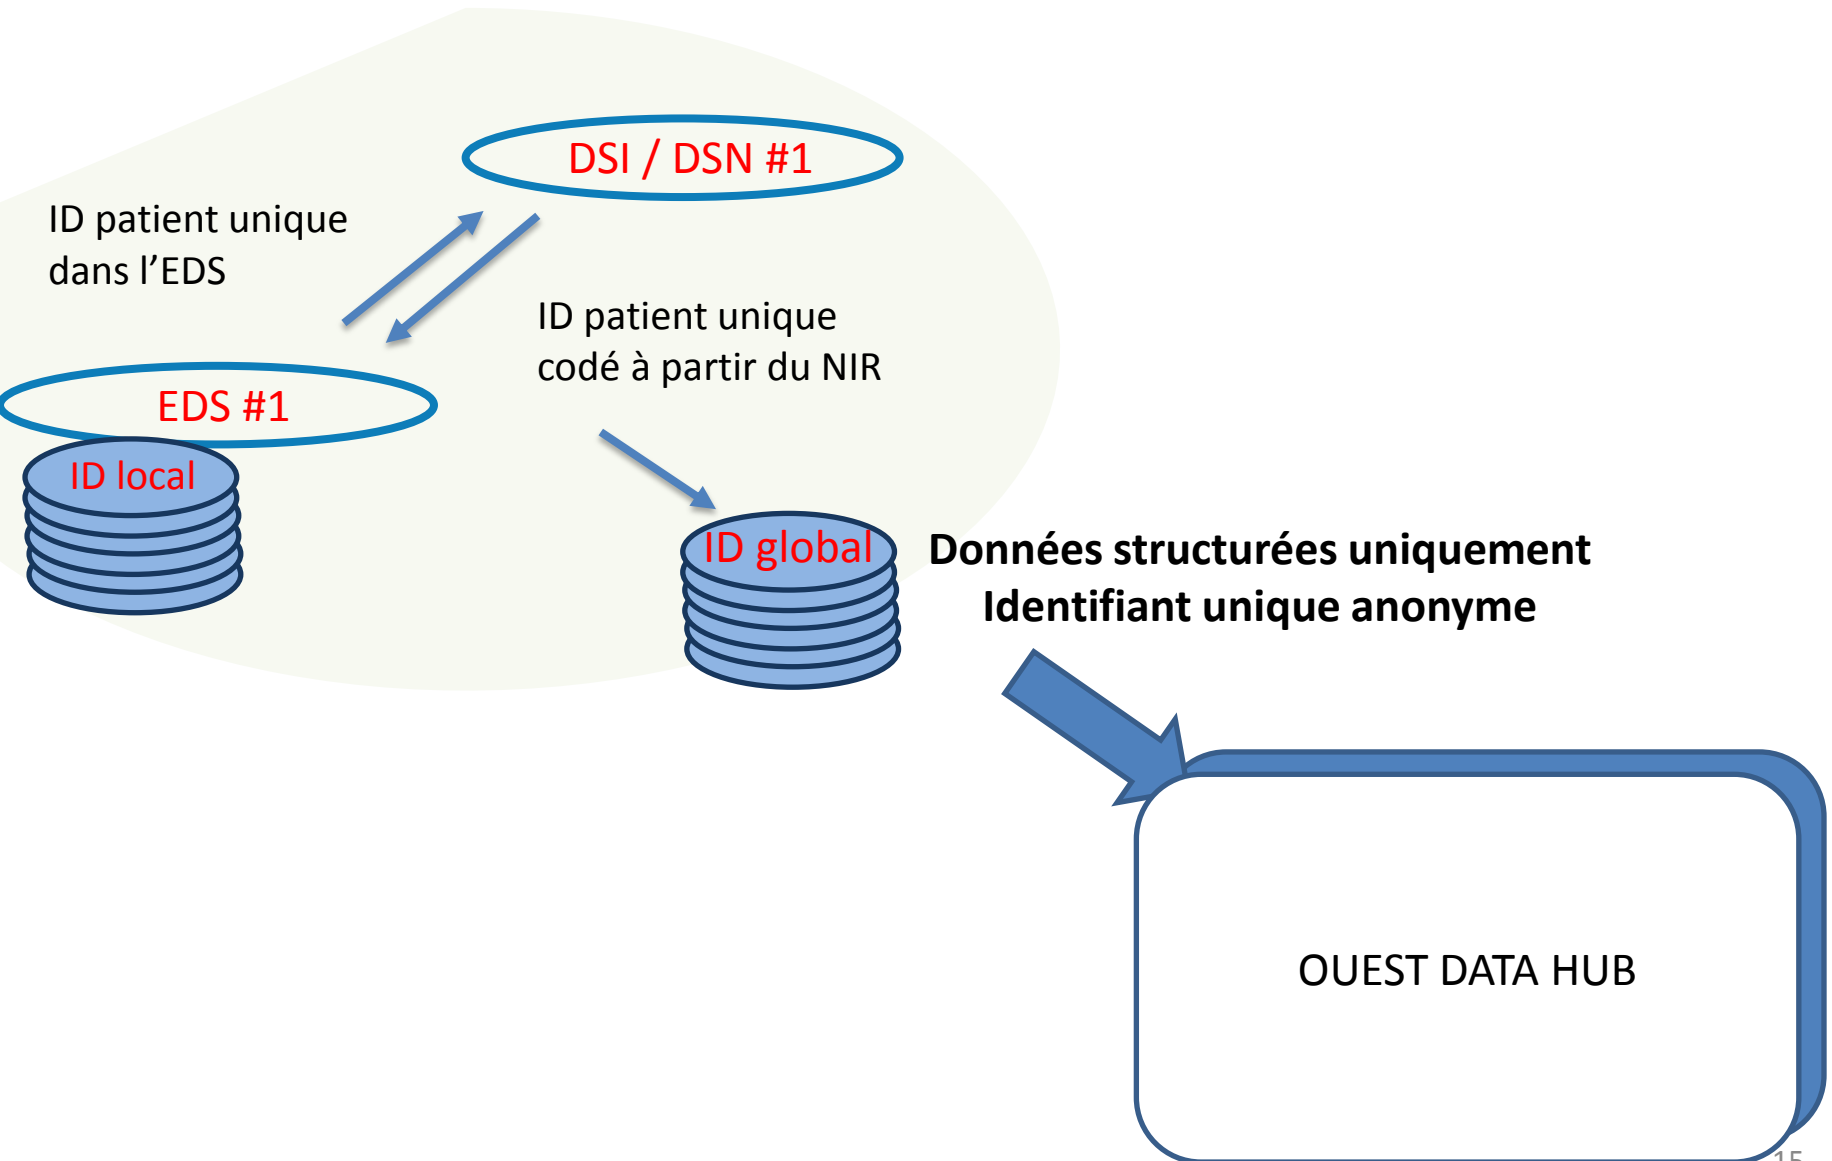 DSI / DSN #1
ID patient unique
dans l’EDS
ID patient unique
codé à partir du NIR
EDS #1
ID local
ID global
Données structurées uniquement
Identifiant unique anonyme
OUEST DATA HUB
15